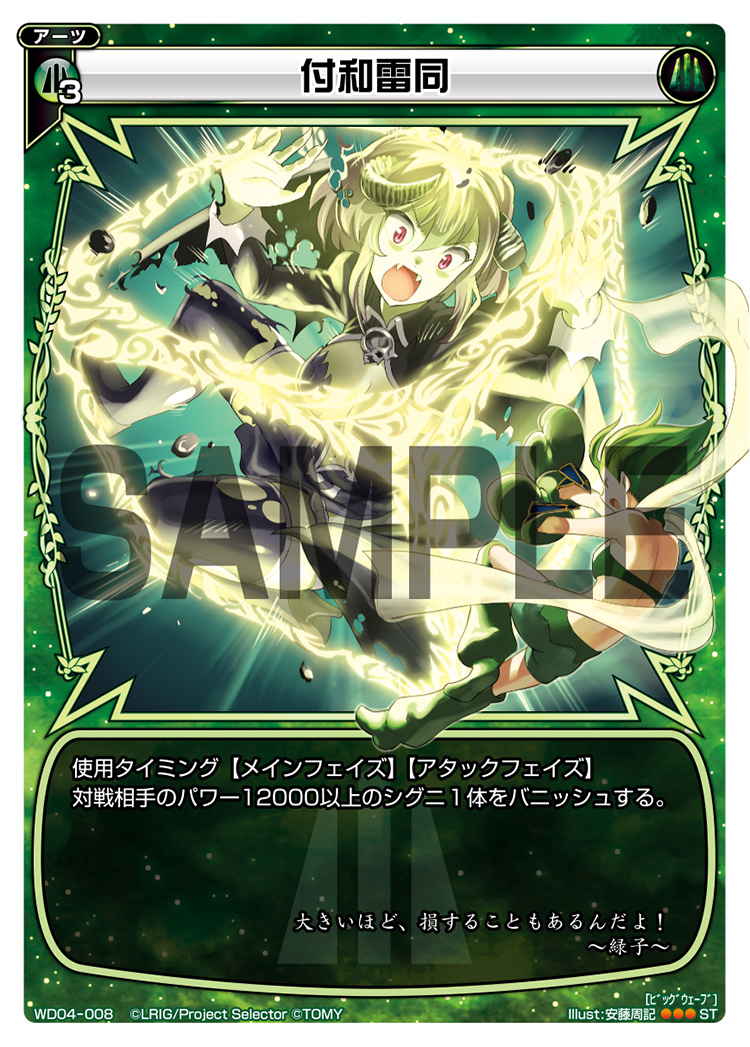 アーツ
3
付和雷同
SAMPLE
使用タイミング【メインフェイズ】【アタックフェイズ】
対戦相手のパワー12000以上のシグニ1体をバニッシュする。
大きいほど、損することもあるんだよ！
～緑子～
[ビッグウェーブ]
WD04-008 ©LRIG/Project Selector ©TOMY
Illust:安藤周記 ST